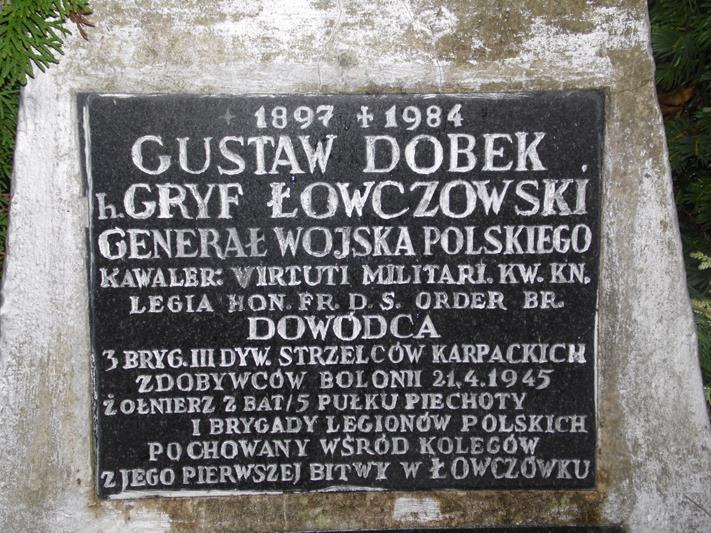 1897 ✝ 1984
GUSTAW DOBEK
h. GRYF ŁOWCZOWSKI
GENERAŁ WOJSKA POLSKIEGO
KAWALER: VIRTUTI MILITARI. KW. KN.
LEGIA HON. FR. D. S. ORDER BR.
DOWÓDCA
3 BRYG. III DYW. STRZELCÓW KARPACKICH
ZDOBYWCÓW BOLONII 21.4.1945
ŻOŁNIERZ 2 BAT/5 PUŁKU PIECHOTY
I BRYGADY LEGIONÓW POLSKICH
POCHOWANY WŚRÓD KOLEGÓW
Z JEGO PIERWSZEJ BITWY W ŁOWCZÓWKU